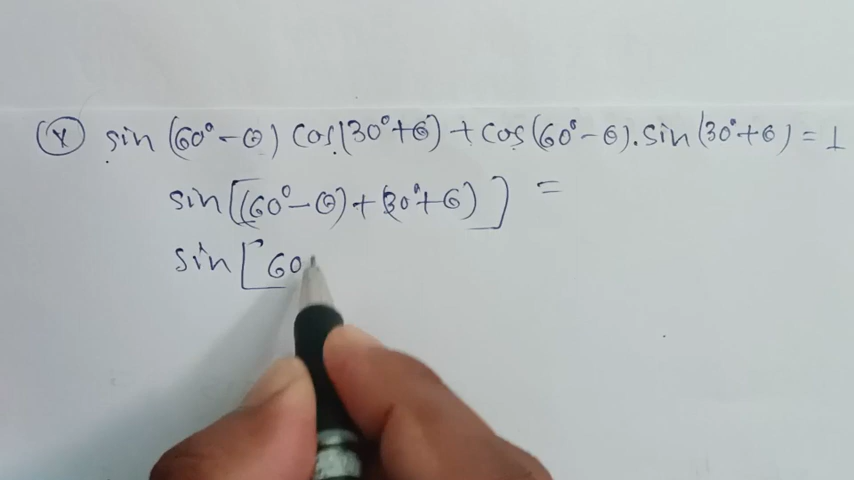 (x) sin (60° - θ) cos (30° + θ) + cos (60° - θ). sin (30° + θ) = 1
sin [(60° - θ) + (30° + θ)] =
sin [60